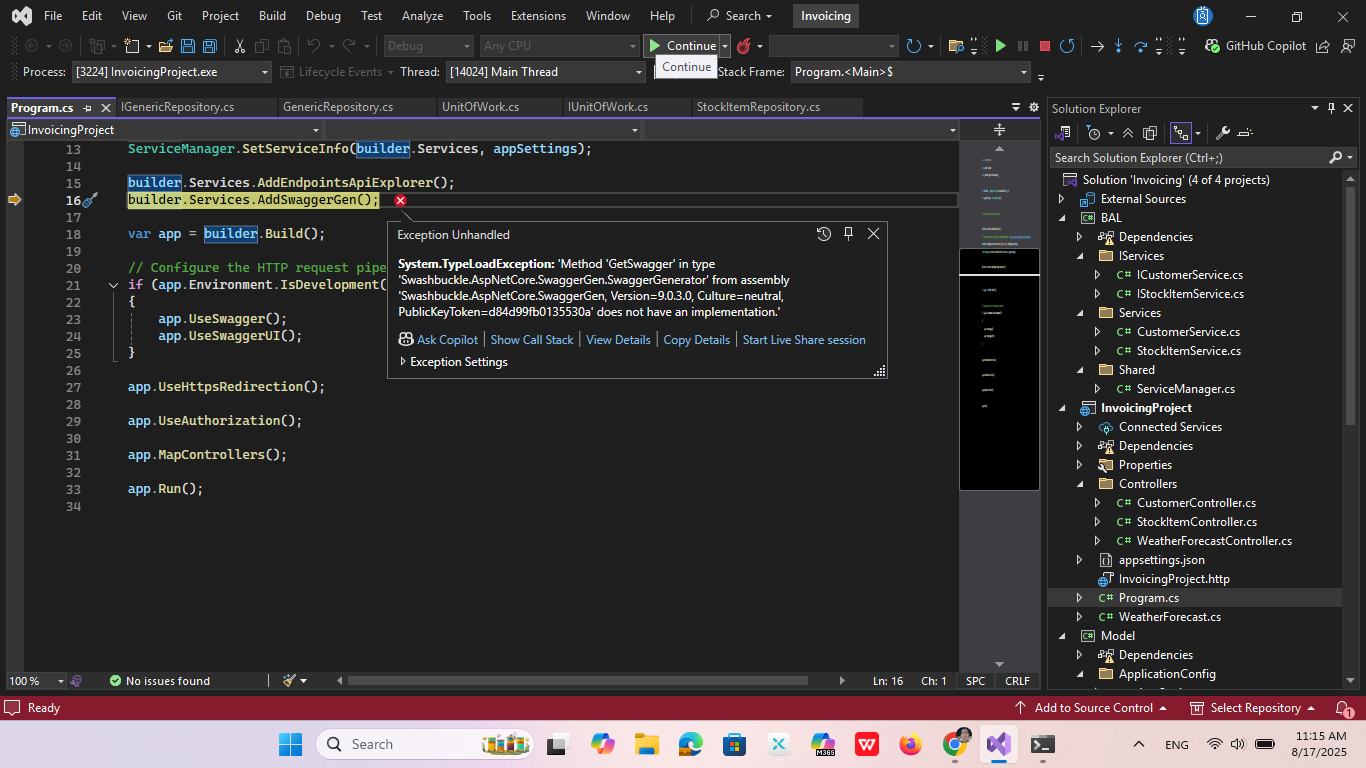 File Edit View Git Project Build Debug Test Analyze Tools Extensions Window Help Search Invoicing
Debug Any CPU Continue GitHub Copilot
Continue
Process: [3224] InvoicingProject.exe Lifecycle Events Thread: [14024] Main Thread Stack Frame: Program.<Main>$
Program.cs IGenericRepository.cs GenericRepository.cs UnitOfWork.cs IUnitOfWork.cs StockItemRepository.cs
InvoicingProject
13 ServiceManager.SetServiceInfo(builder.Services, appSettings);
14
15 builder.Services.AddEndpointsApiExplorer();
16 builder.Services.AddSwaggerGen();
17
18 var app = builder.Build();
19
20 // Configure the HTTP request pipe
21 if (app.Environment.IsDevelopment(
22 {
23 app.UseSwagger();
24 app.UseSwaggerUI();
25 }
26
27 app.UseHttpsRedirection();
28
29 app.UseAuthorization();
30
31 app.MapControllers();
32
33 app.Run();
34
Exception Unhandled
System.TypeLoadException: 'Method 'GetSwagger' in type
'Swashbuckle.AspNetCore.SwaggerGen.SwaggerGenerator' from assembly
'Swashbuckle.AspNetCore.SwaggerGen, Version=9.0.3.0, Culture=neutral,
PublicKeyToken=d84d99fb0135530a' does not have an implementation.'
Ask Copilot Show Call Stack View Details Copy Details Start Live Share session
Exception Settings
Solution Explorer
Search Solution Explorer (Ctrl+;)
Solution 'Invoicing' (4 of 4 projects)
External Sources
BAL
Dependencies
IServices
ICustomerService.cs
IStockItemService.cs
Services
CustomerService.cs
StockItemService.cs
Shared
ServiceManager.cs
InvoicingProject
Connected Services
Dependencies
Properties
Controllers
CustomerController.cs
StockItemController.cs
WeatherForecastController.cs
appsettings.json
InvoicingProject.http
Program.cs
WeatherForecast.cs
Model
Dependencies
ApplicationConfig
100 % No issues found Ln: 16 Ch: 1 SPC CRLF
Ready Add to Source Control Select Repository 1
Search M365 ENG 11:15 AM
8/17/2025